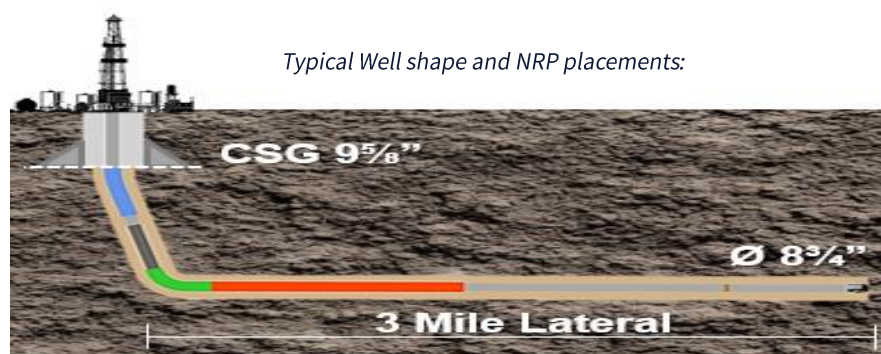 Typical Well shape and NRP placements:
CSG 9⅝”
Ø 8¾”
3 Mile Lateral